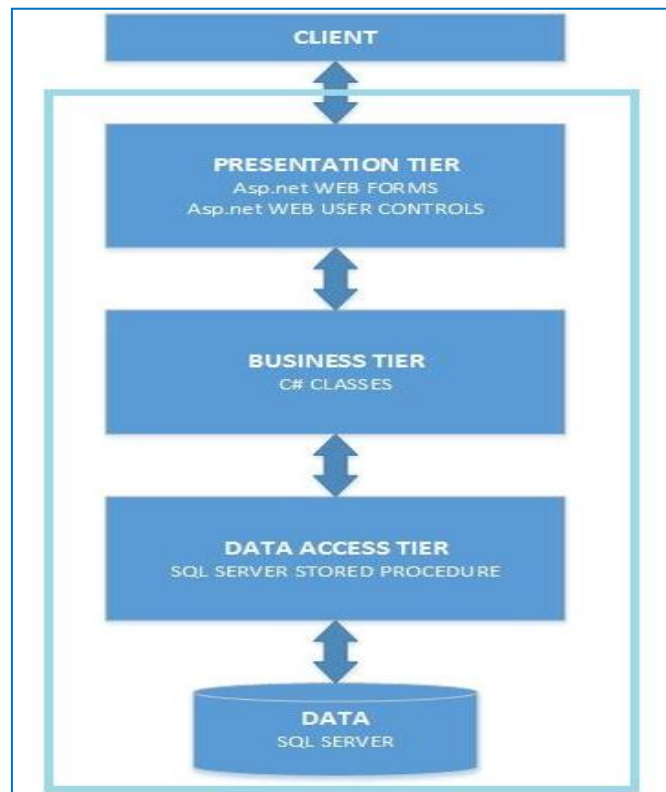 CLIENT
PRESENTATION TIER
Asp.net WEB FORMS
Asp.net WEB USER CONTROLS
BUSINESS TIER
C# CLASSES
DATA ACCESS TIER
SQL SERVER STORED PROCEDURE
DATA
SQL SERVER